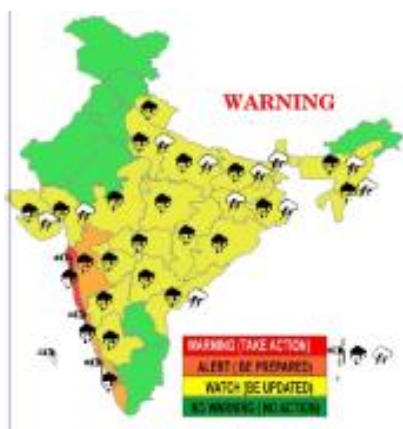 WARNING
WARNING (TAKE ACTION)
ALERT ( BE PREPARED)
WATCH (BE UPDATED)
NO WARNING ( NO ACTION)